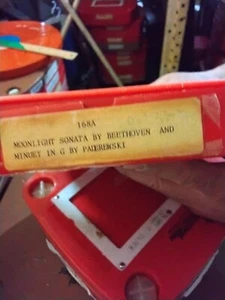 168A
MOONLIGHT SONATA BY BEETHOVEN AND
MINUET IN G BY PADEREWSKI